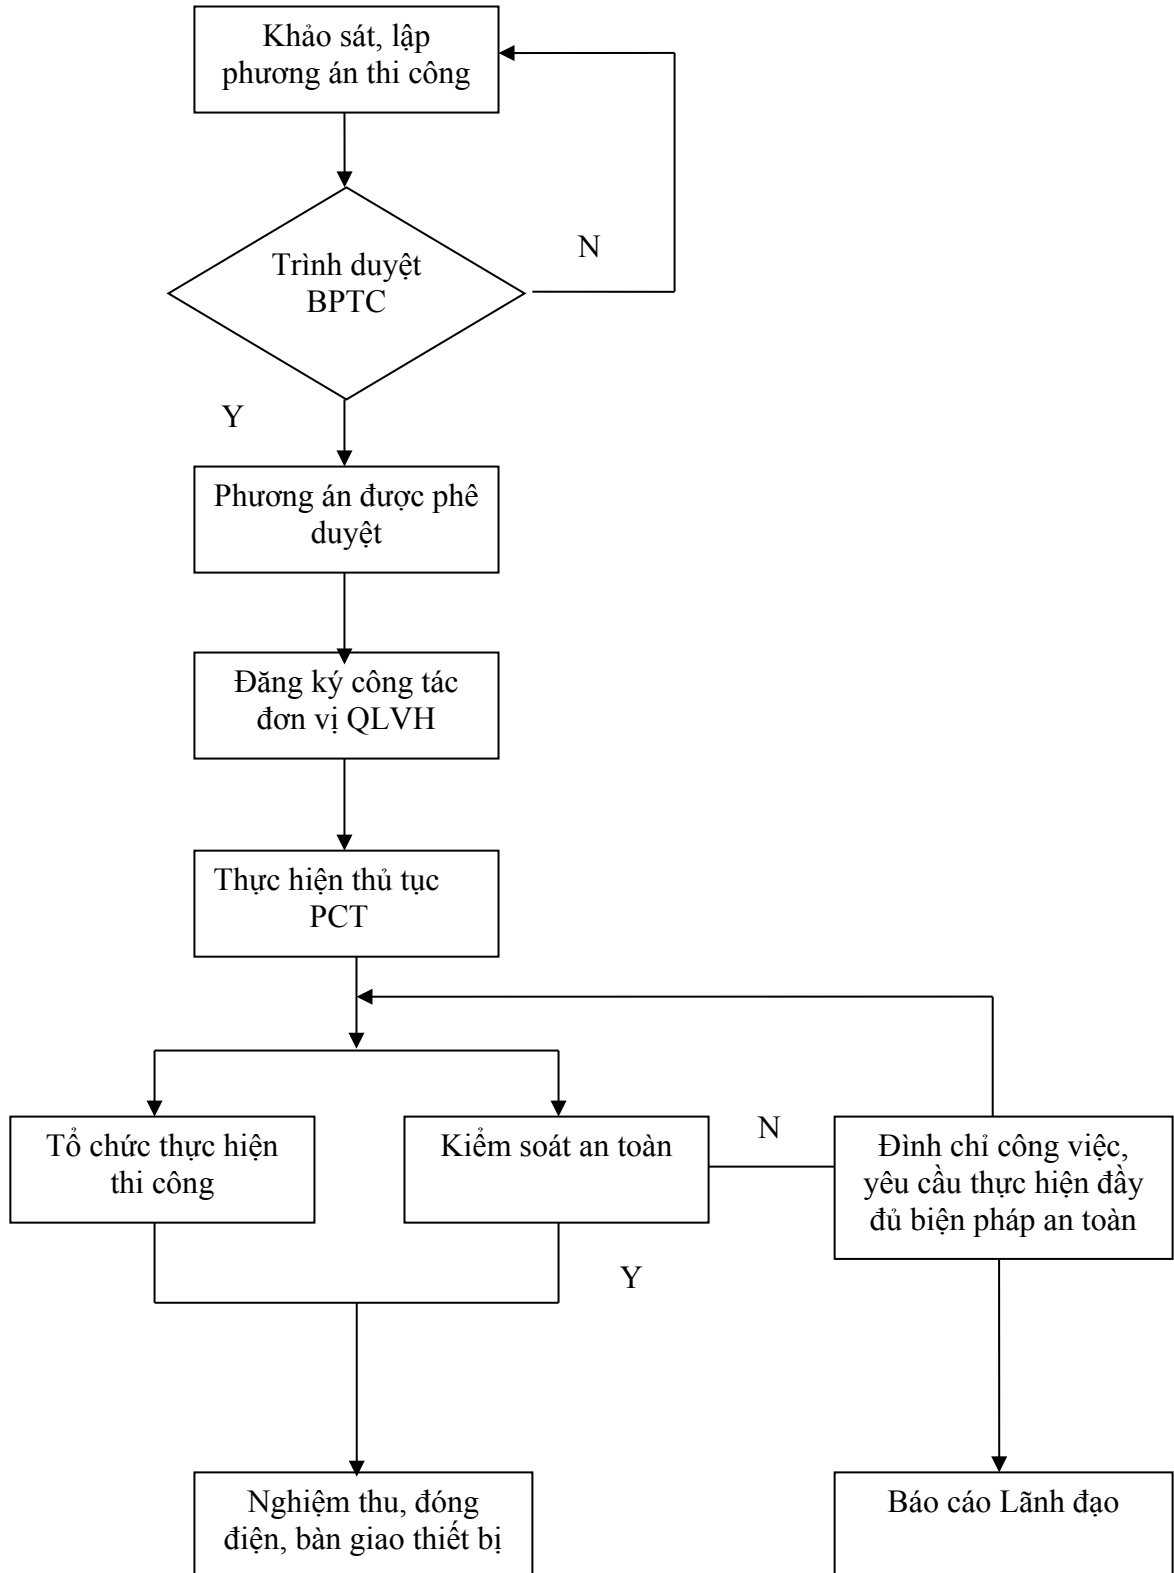 Khảo sát, lập
phương án thi công
N
Trình duyệt
BPTC
Y
Phương án được phê
duyệt
Đăng ký công tác
đơn vị QLVH
Thực hiện thủ tục
PCT
Tổ chức thực hiện
thi công
Kiểm soát an toàn
N
Đình chỉ công việc,
yêu cầu thực hiện đầy
đủ biện pháp an toàn
Y
Nghiệm thu, đóng
điện, bàn giao thiết bị
Báo cáo Lãnh đạo